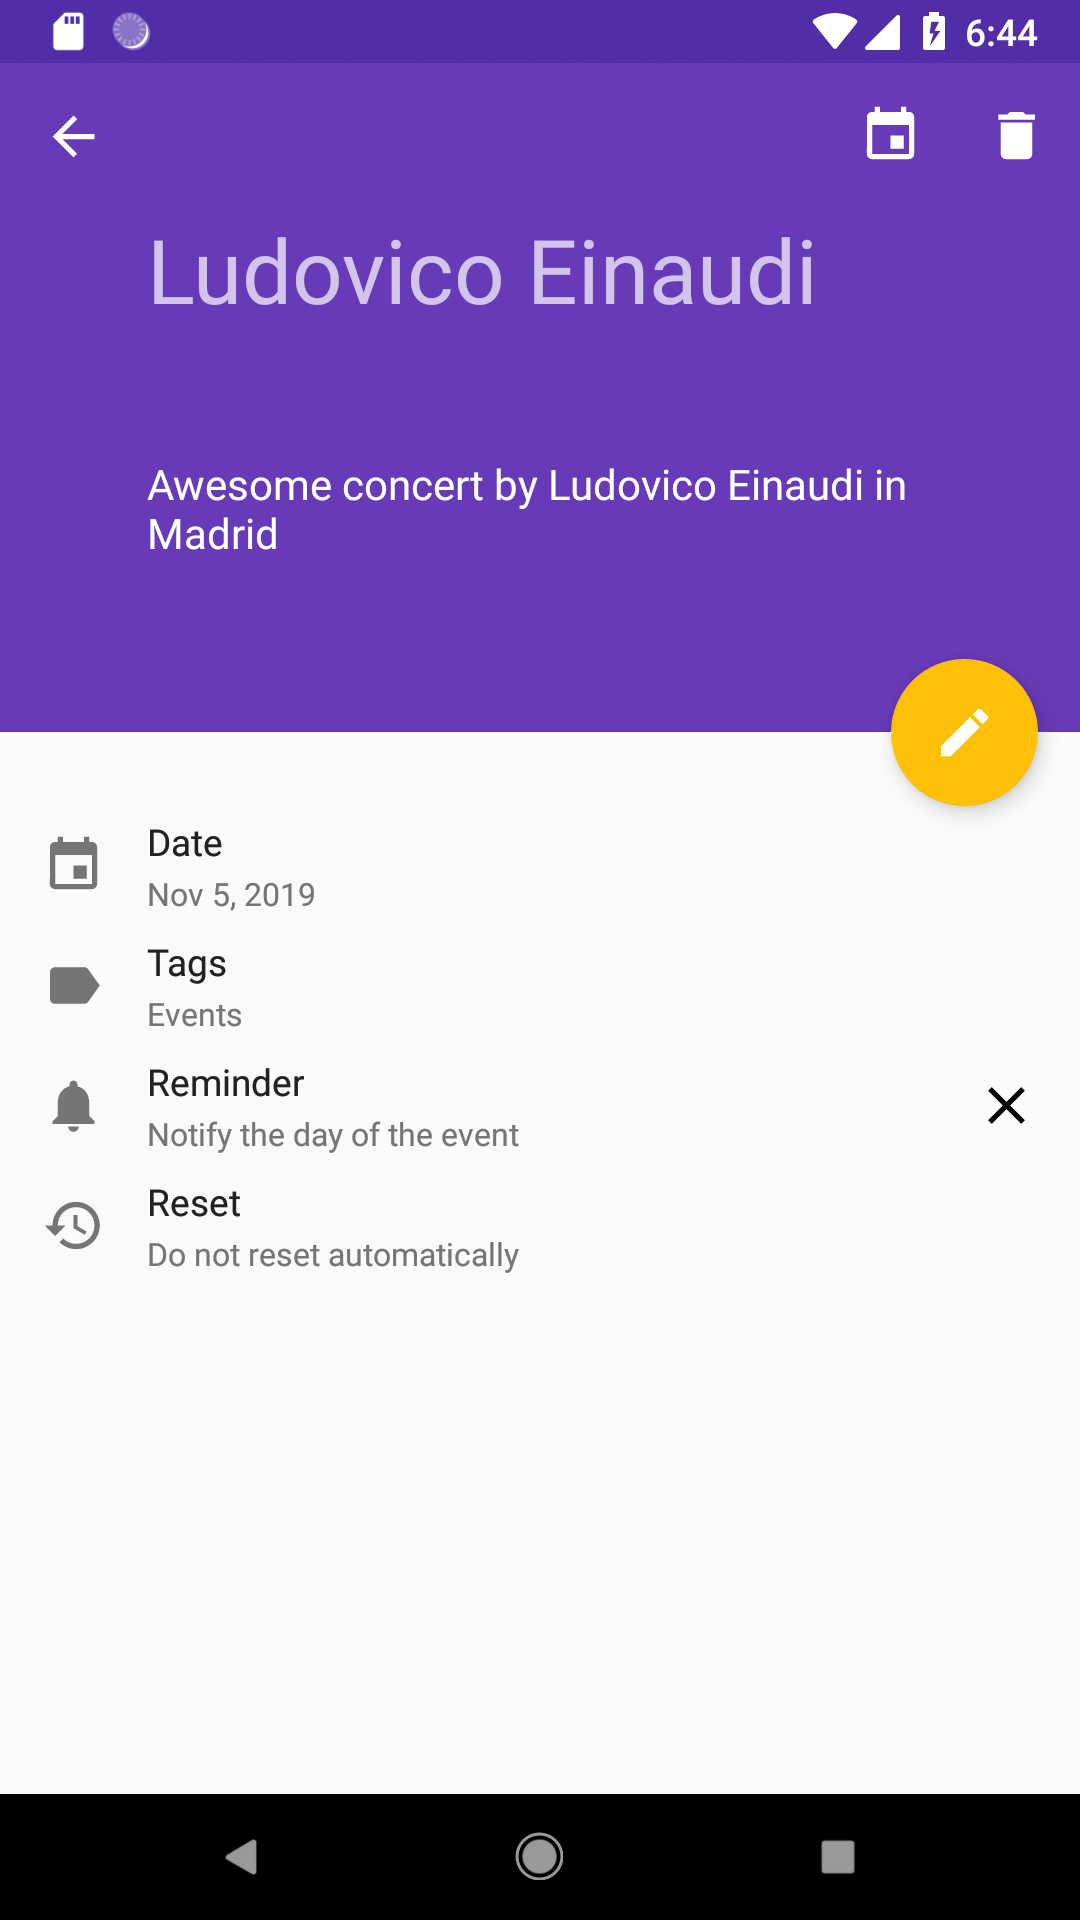 6:44
Ludovico Einaudi
Awesome concert by Ludovico Einaudi in
Madrid
Date
Nov 5, 2019
Tags
Events
Reminder
Notify the day of the event
Reset
Do not reset automatically